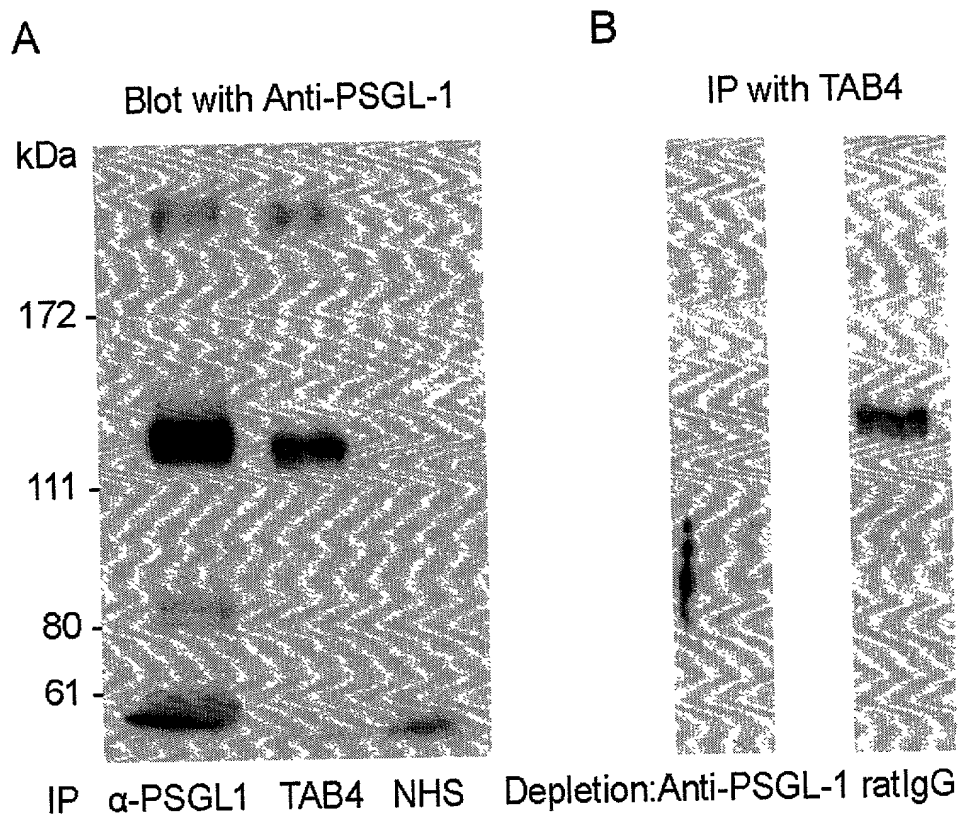 A
Blot with Anti-PSGL-1
kDa
172
111
80
61
IP α-PSGL1 TAB4 NHS
B
IP with TAB4
Depletion:Anti-PSGL-1 ratIgG